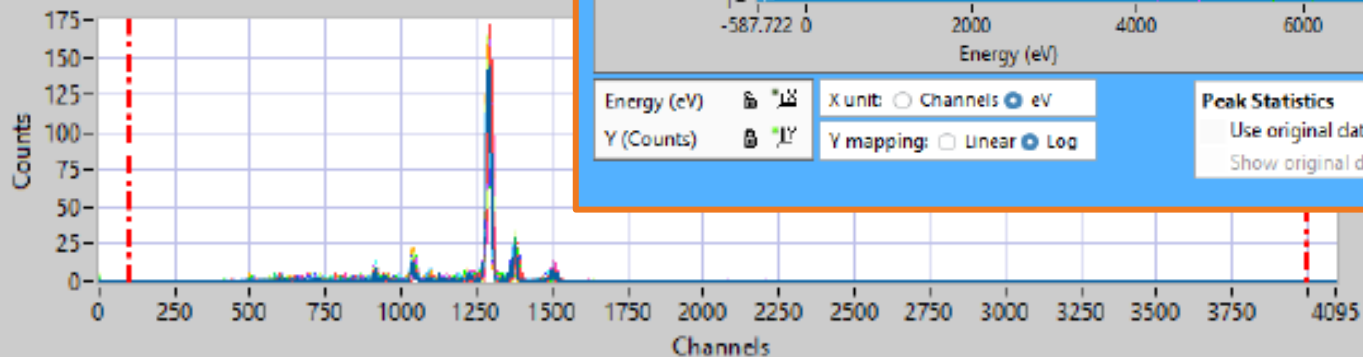 -587.722 0 2000 4000 6000
Energy (eV)
Energy (eV)
Y (Counts)
X unit: Channels eV
Y mapping: Linear Log
Peak Statistics
Use original dat
Show original d
Counts
175
150
125
100
75
50
25
0
0 250 500 750 1000 1250 1500 1750 2000 2250 2500 2750 3000 3250 3500 3750 4095
Channels